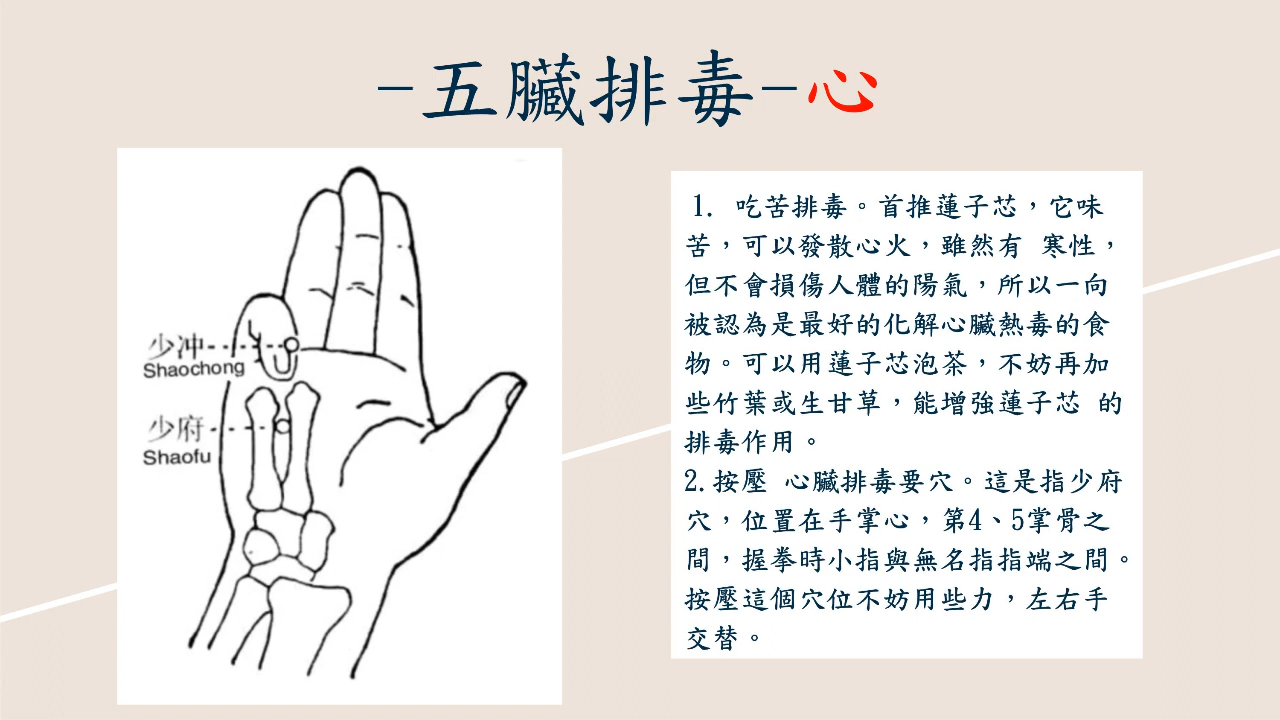 -五臟排毒-心
少冲
Shaochong
少府
Shaofu
1. 吃苦排毒。首推蓮子芯，它味
苦，可以發散心火，雖然有 寒性，
但不會損傷人體的陽氣，所以一向
被認為是最好的化解心臟熱毒的食
物。可以用蓮子芯泡茶，不妨再加
些竹葉或生甘草，能增強蓮子芯 的
排毒作用。
2.按壓 心臟排毒要穴。這是指少府
穴，位置在手掌心，第4、5掌骨之
間，握拳時小指與無名指指端之間。
按壓這個穴位不妨用些力，左右手
交替。